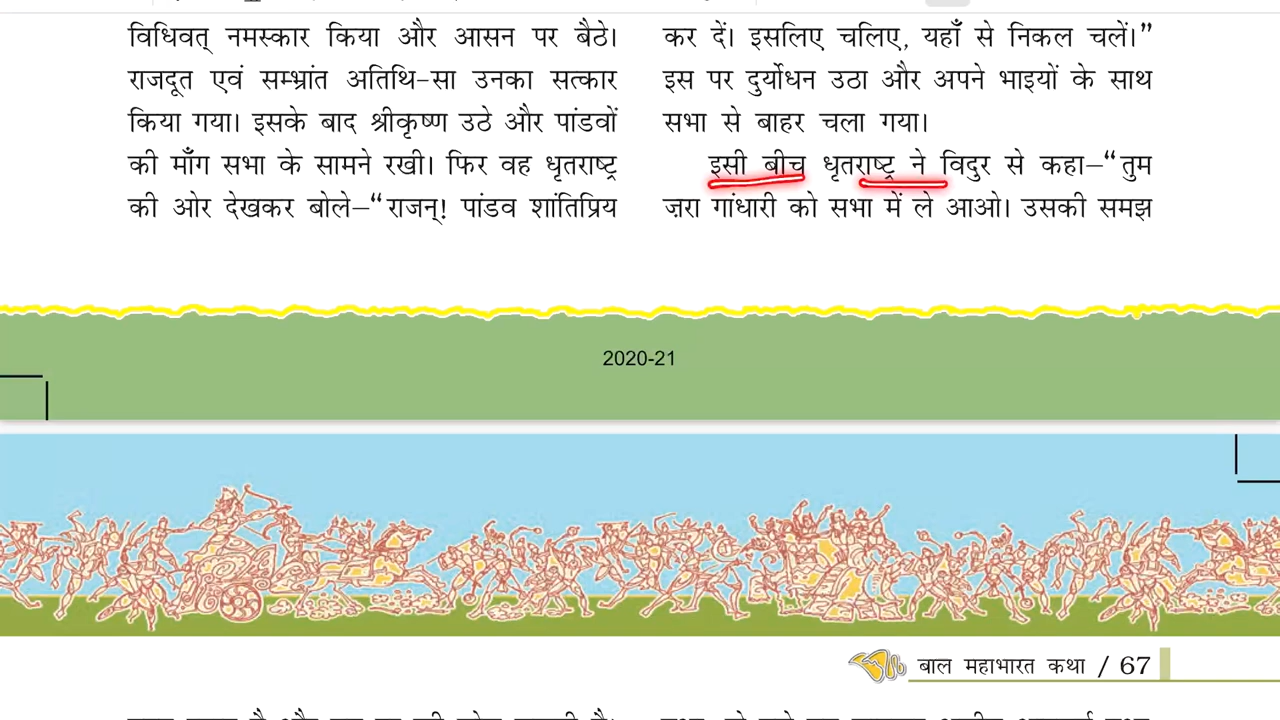 विधिवत् नमस्कार किया और आसन पर बैठे।
राजदूत एवं सम्भ्रांत अतिथि-सा उनका सत्कार
किया गया। इसके बाद श्रीकृष्ण उठे और पांडवों
की माँग सभा के सामने रखी। फिर वह धृतराष्ट्र
की ओर देखकर बोले–“राजन्! पांडव शांतिप्रिय
कर दें। इसलिए चलिए, यहाँ से निकल चलें।”
इस पर दुर्योधन उठा और अपने भाइयों के साथ
सभा से बाहर चला गया।
इसी बीच धृतराष्ट्र ने विदुर से कहा–“तुम
ज़रा गांधारी को सभा में ले आओ। उसकी समझ
2020-21
बाल महाभारत कथा / 67